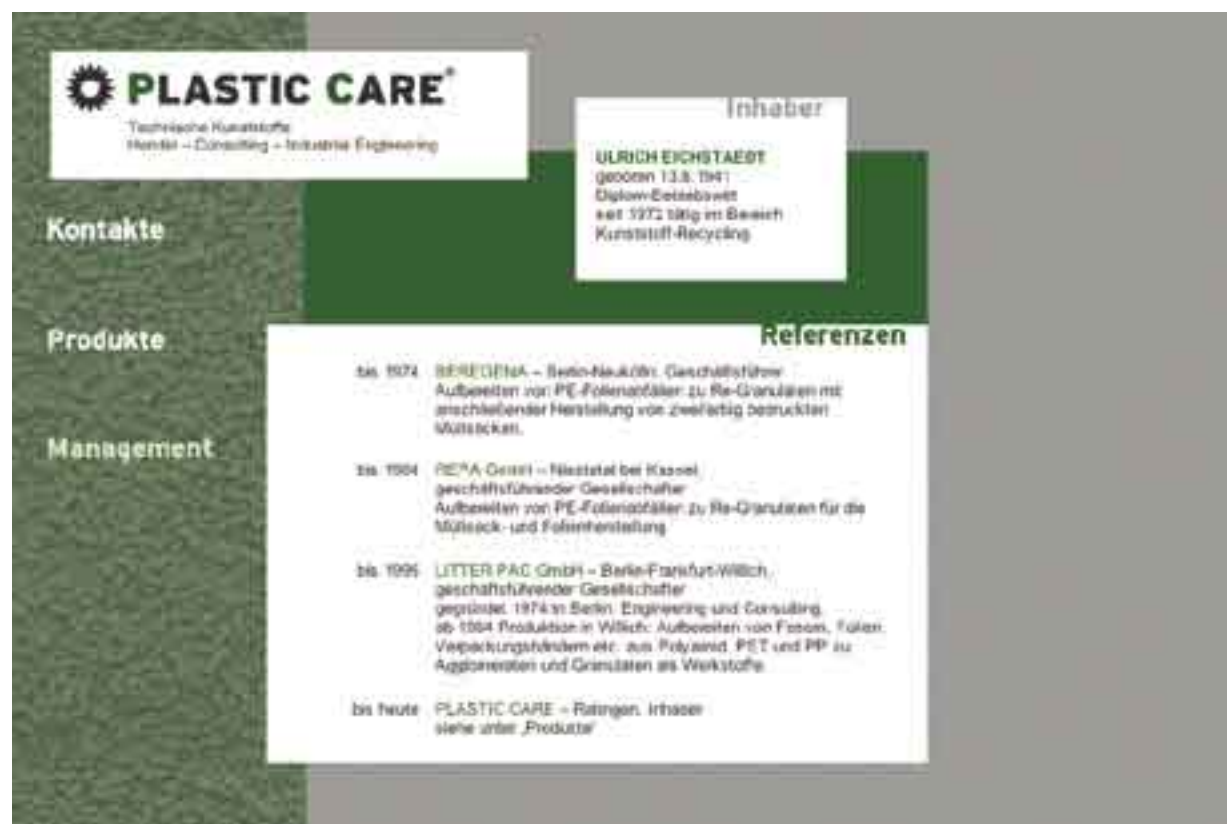 PLASTIC CARE®
Technische Kunststoffe
Handel – Consulting – Industrial Engineering
Inhaber
ULRICH EICHSTAEDT
geboren 1941
Diplom-Betriebswirt
seit 1973 tätig im Bereich
Kunststoff-Recycling
Kontakte
Produkte
Management
Referenzen
bis 1974 BEREGENA – Berlin-Neukölln, Geschäftsführer
Aufbereiten von PE-Folienabfällen zu Re-Granulaten mit
anschließender Herstellung von zweifarbig bedruckten
Müllsäcken.
bis 1984 GmbH – Niestetal bei Kassel,
geschäftsführender Gesellschafter
Aufbereiten von PE-Folienabfällen zu Re-Granulaten für die
Müllsack- und Folienherstellung
bis 1995 LITTER PAC GmbH – Berlin-Frankfurt-Willich,
geschäftsführender Gesellschafter
gegründet 1974 in Berlin. Engineering und Consulting,
ab 1984 Produktion in Willich: Aufbereiten von Fasern, Folien,
Verpackungsbändern etc. aus Polyamid, PET und PP zu
Agglomeraten und Granulaten als Werkstoffe.
bis heute PLASTIC CARE – Ratingen, Inhaber
siehe unter ‚Produkte‘